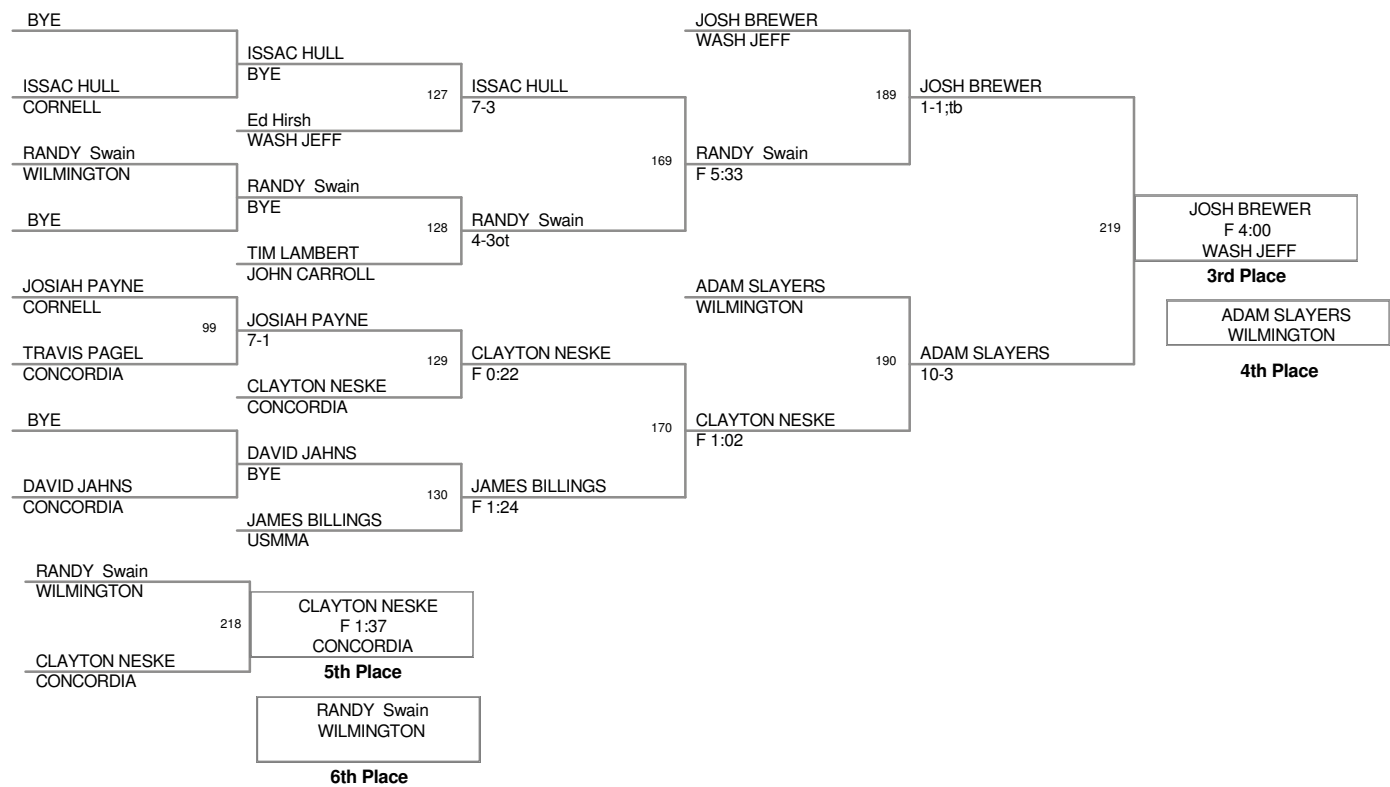 BYE
ISSAC HULL
CORNELL
RANDY  Swain
WILMINGTON
BYE
JOSIAH PAYNE
CORNELL
99
TRAVIS PAGEL
CONCORDIA
BYE
DAVID JAHNS
CONCORDIA
ISSAC HULL
BYE
127
Ed Hirsh
WASH JEFF
RANDY  Swain
BYE
128
TIM LAMBERT
JOHN CARROLL
JOSIAH PAYNE
7-1
129
CLAYTON NESKE
CONCORDIA
DAVID JAHNS
BYE
130
JAMES BILLINGS
USMMA
ISSAC HULL
7-3
169
RANDY  Swain
4-3ot
CLAYTON NESKE
F 0:22
170
JAMES BILLINGS
F 1:24
JOSH BREWER
WASH JEFF
189
RANDY  Swain
F 5:33
ADAM SLAYERS
WILMINGTON
190
CLAYTON NESKE
F 1:02
JOSH BREWER
1-1;tb
219
ADAM SLAYERS
10-3
JOSH BREWER
F 4:00
WASH JEFF
3rd Place
ADAM SLAYERS
WILMINGTON
4th Place
RANDY  Swain
WILMINGTON
218
CLAYTON NESKE
CONCORDIA
CLAYTON NESKE
F 1:37
CONCORDIA
5th Place
RANDY  Swain
WILMINGTON
6th Place